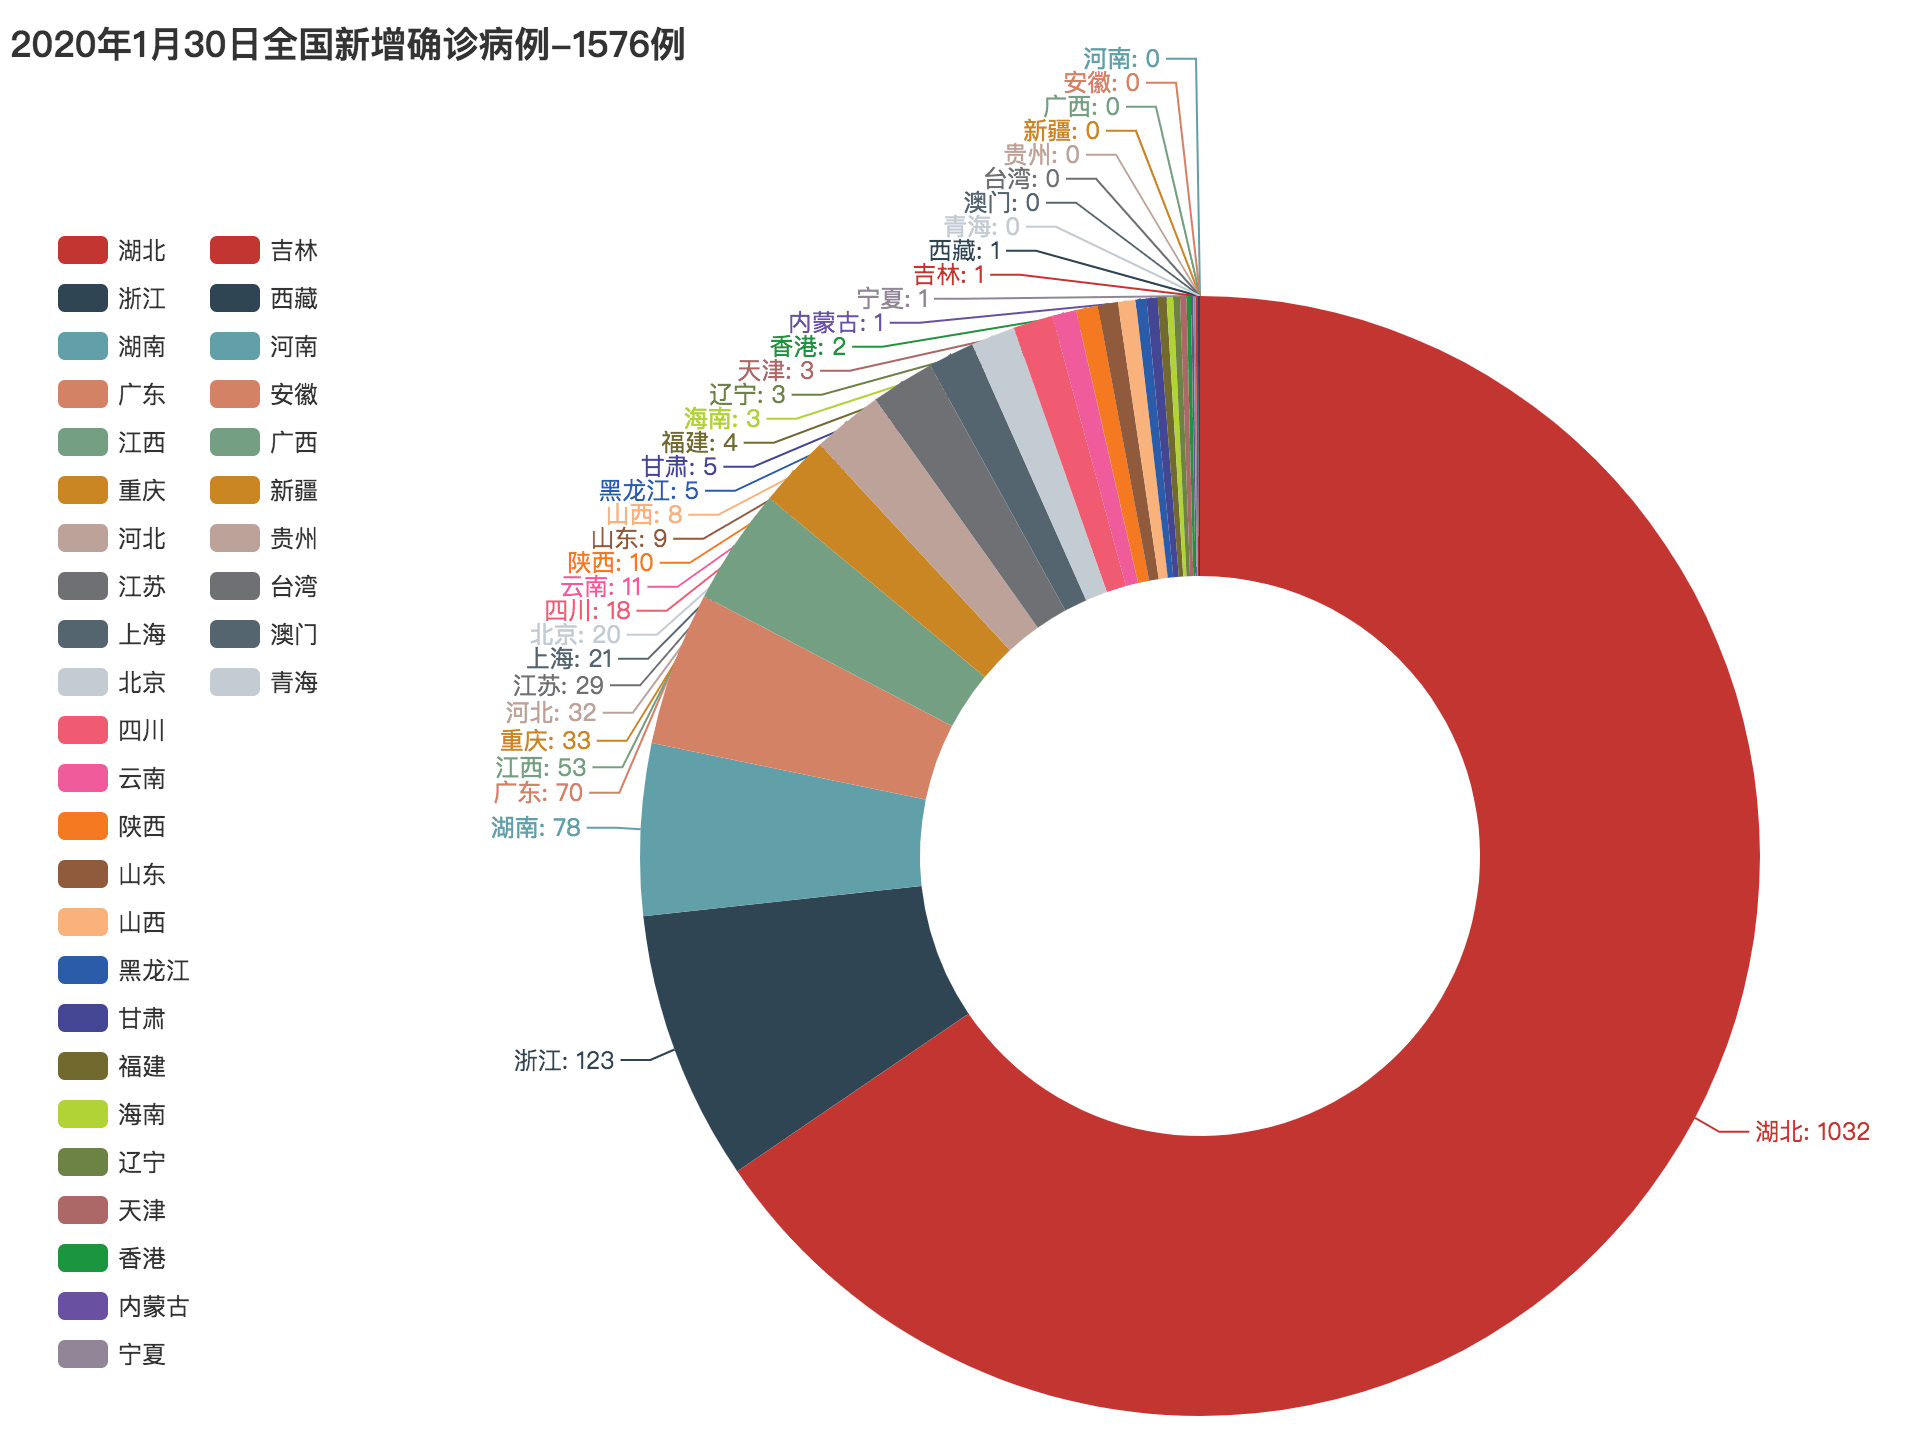 2020年1月30日全国新增确诊病例-1576例
湖北
浙江
湖南
广东
江西
重庆
河北
江苏
上海
北京
四川
云南
陕西
山东
山西
黑龙江
甘肃
福建
海南
辽宁
天津
香港
内蒙古
宁夏
吉林
西藏
河南
安徽
广西
新疆
贵州
台湾
澳门
青海
河南: 0
安徽: 0
广西: 0
新疆: 0
贵州: 0
台湾: 0
澳门: 0
青海: 0
西藏: 1
吉林: 1
宁夏: 1
内蒙古: 1
香港: 2
天津: 3
辽宁: 3
海南: 3
福建: 4
甘肃: 5
黑龙江: 5
山西: 8
山东: 9
陕西: 10
云南: 11
四川: 18
北京: 20
上海: 21
江苏: 29
河北: 32
重庆: 33
江西: 53
广东: 70
湖南: 78
浙江: 123
湖北: 1032